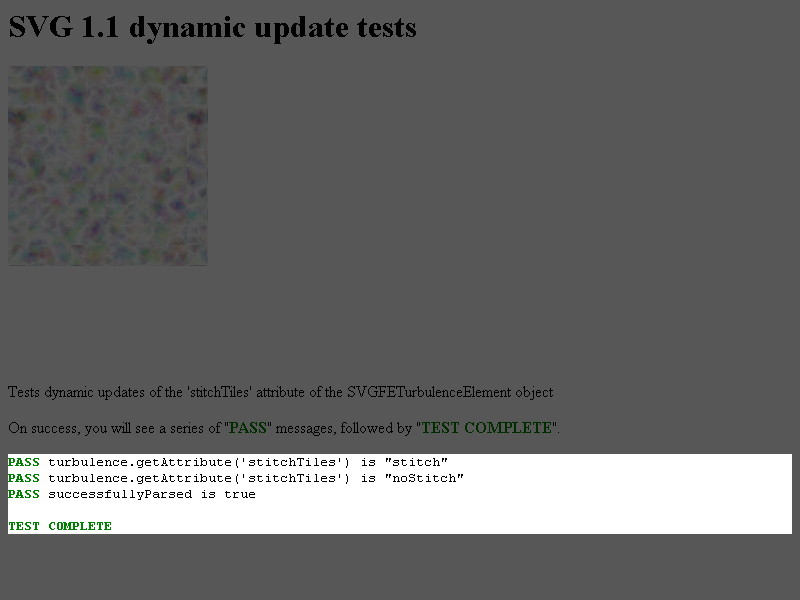 SVG 1.1 dynamic update tests
Tests dynamic updates of the 'stitchTiles' attribute of the SVGFETurbulenceElement object
On success, you will see a series of "PASS" messages, followed by "TEST COMPLETE".
PASS turbulence.getAttribute('stitchTiles') is "stitch"
PASS turbulence.getAttribute('stitchTiles') is "noStitch"
PASS successfullyParsed is true
TEST COMPLETE